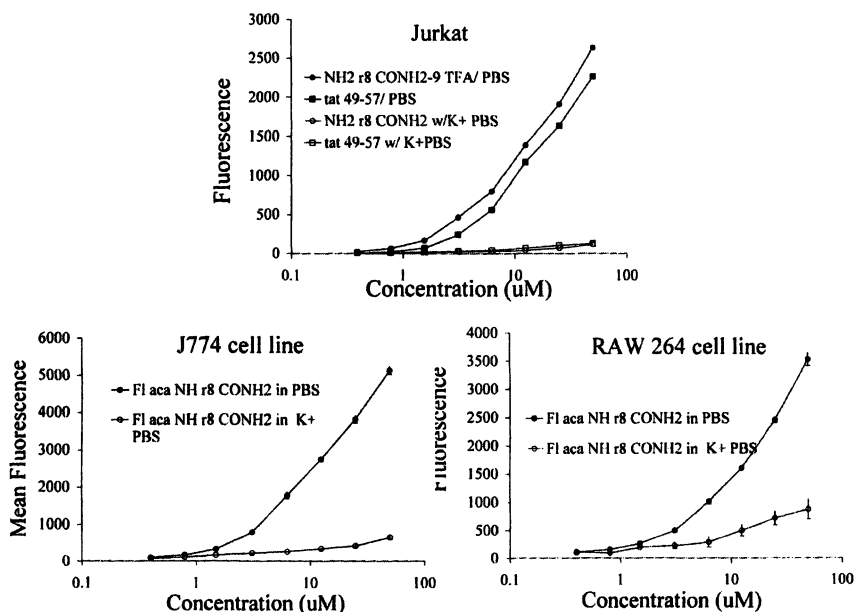 Jurkat
3000
2500
2000
1500
1000
500
0
Fluorescence
NH2 r8 CONH2-9 TFA/ PBS
tat 49-57/ PBS
NH2 r8 CONH2 w/K+ PBS
tat 49-57 w/ K+PBS
0.1
1
10
100
Concentration (uM)
J774 cell line
6000
5000
4000
3000
2000
1000
0
Mean Fluorescence
Fl aca NH r8 CONH2 in PBS
Fl aca NH r8 CONH2 in K+
PBS
0.1
1
10
100
Concentration (uM)
RAW 264 cell line
4000
3500
3000
2500
2000
1500
1000
500
0
Fluorescence
Fl aca NH r8 CONH2 in PBS
Fl aca NH r8 CONH2 in K+ PBS
0.1
1
10
100
Concentration (uM)